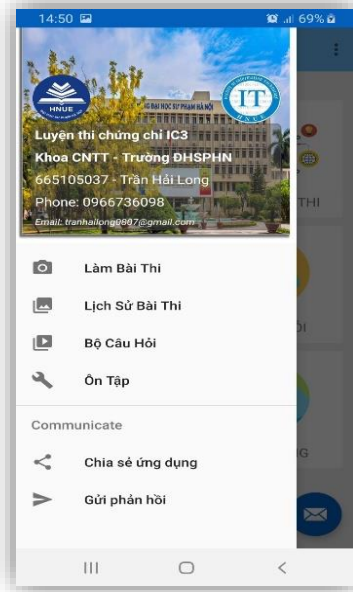 14:50
69%
HNUE
IT
HNUE
Luyện thi chứng chỉ IC3
Khoa CNTT - Trường ĐHSPHN
665105037 - Trần Hải Long
Phone: 0966736098
Email: tranhailong0807@gmail.com
THI
Làm Bài Thi
Lịch Sử Bài Thi
Bộ Câu Hỏi
Ôn Tập
Communicate
Chia sẻ ứng dụng
Gửi phản hồi